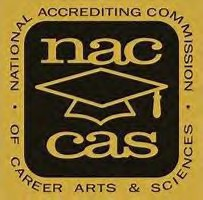 NATIONAL ACCREDITING COMMISSION
nac
cas
• OF CAREER ARTS & SCIENCES •